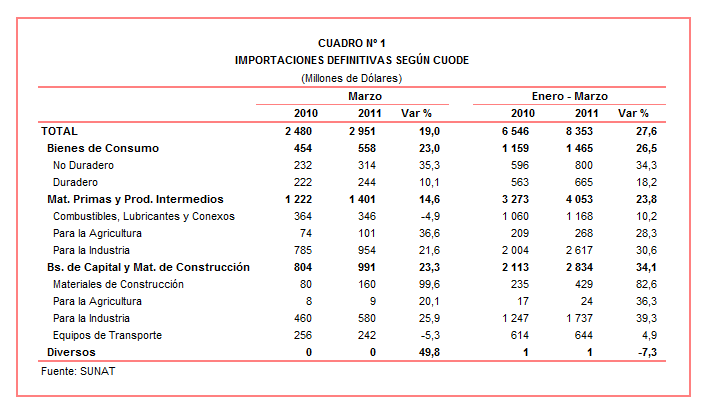 CUADRO Nº 1
IMPORTACIONES DEFINITIVAS SEGÚN CUODE
(Millones de Dólares)
Marzo Enero - Marzo
2010 2011 Var % 2010 2011 Var %
TOTAL 2 480 2 951 19,0 6 546 8 353 27,6
Bienes de Consumo 454 558 23,0 1 159 1 465 26,5
No Duradero 232 314 35,3 596 800 34,3
Duradero 222 244 10,1 563 665 18,2
Mat. Primas y Prod. Intermedios 1 222 1 401 14,6 3 273 4 053 23,8
Combustibles, Lubricantes y Conexos 364 346 -4,9 1 060 1 168 10,2
Para la Agricultura 74 101 36,6 209 268 28,3
Para la Industria 785 954 21,6 2 004 2 617 30,6
Bs. de Capital y Mat. de Construcción 804 991 23,3 2 113 2 834 34,1
Materiales de Construcción 80 160 99,6 235 429 82,6
Para la Agricultura 8 9 20,1 17 24 36,3
Para la Industria 460 580 25,9 1 247 1 737 39,3
Equipos de Transporte 256 242 -5,3 614 644 4,9
Diversos 0 0 49,8 1 1 -7,3
Fuente: SUNAT